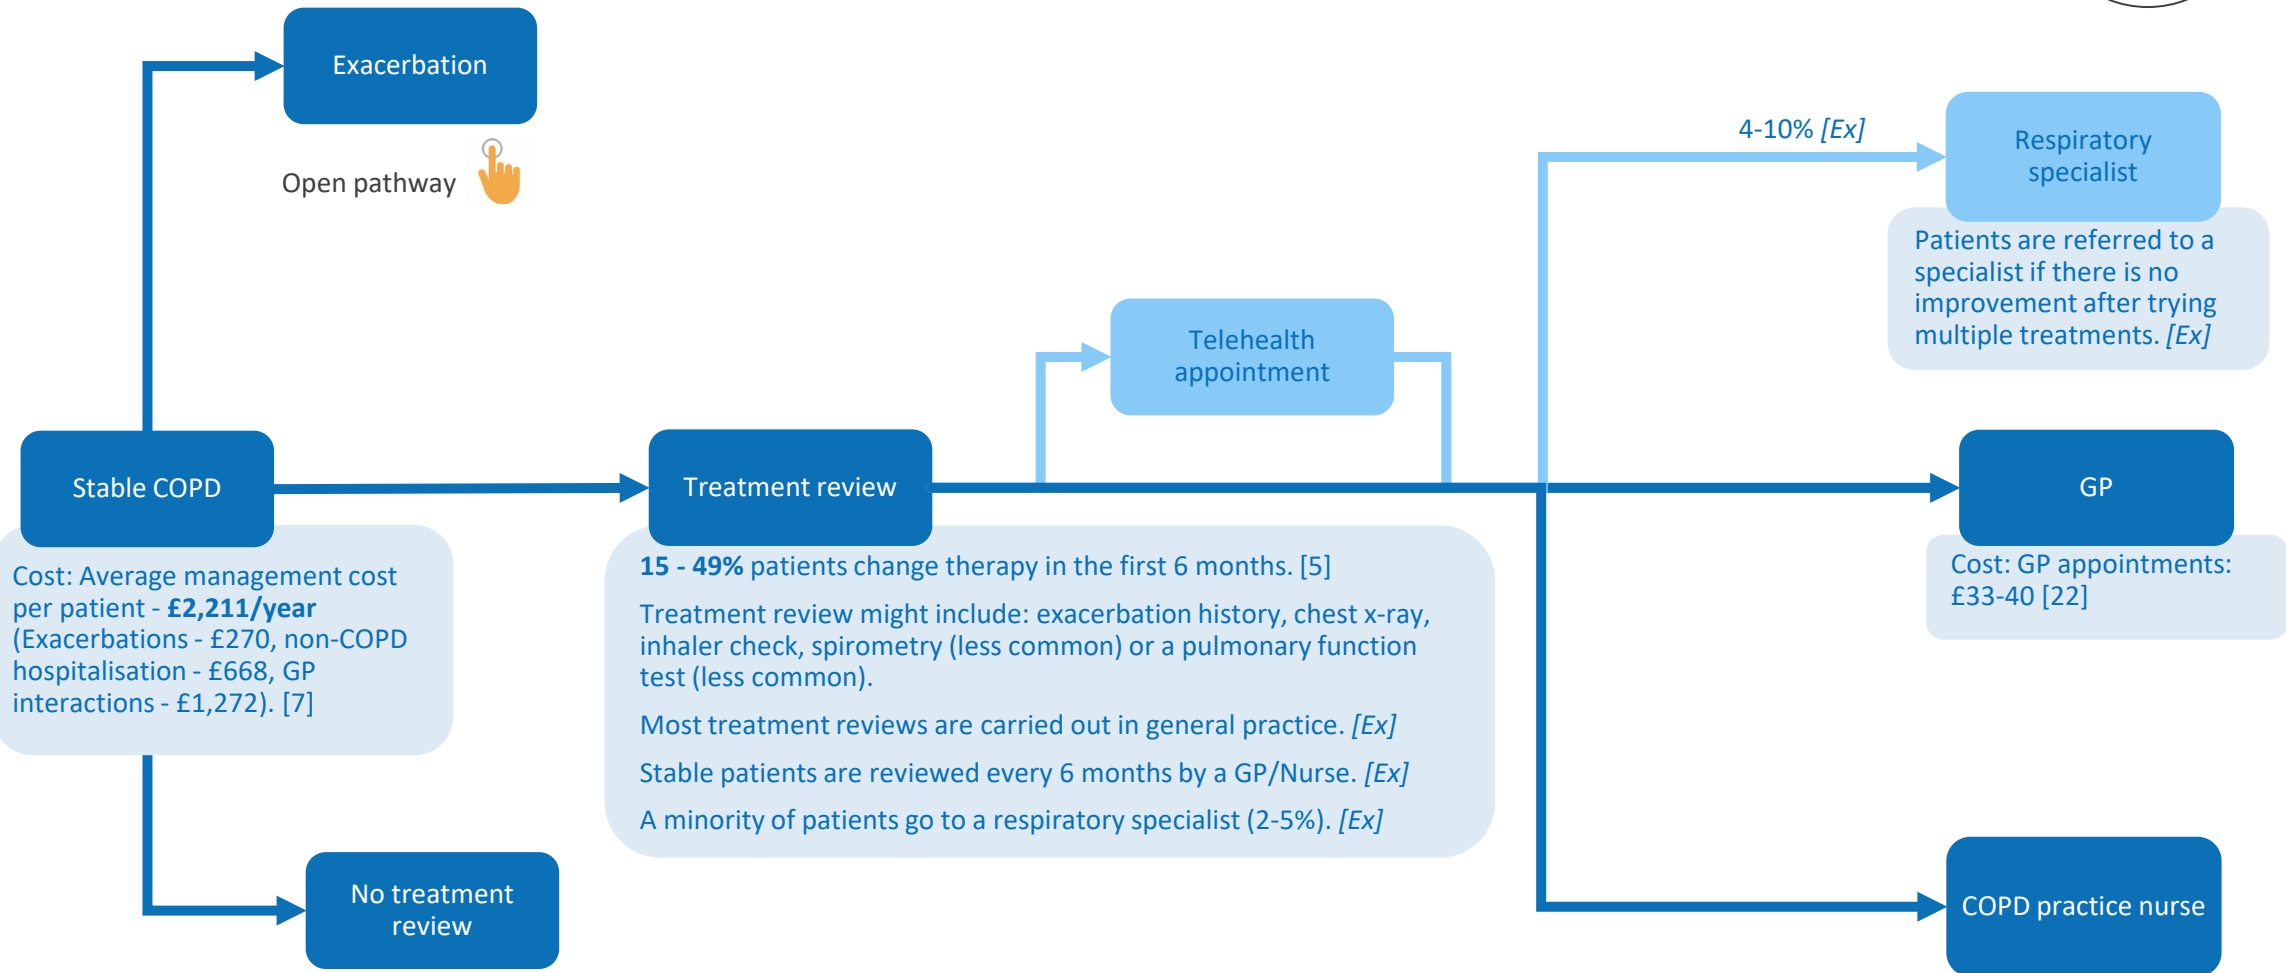 Exacerbation
Open pathway
4-10% [Ex]
Respiratory
specialist
Patients are referred to a
specialist if there is no
improvement after trying
multiple treatments. [Ex]
Telehealth
appointment
Stable COPD
Cost: Average management cost
per patient - £2,211/year
(Exacerbations - £270, non-COPD
hospitalisation - £668, GP
interactions - £1,272). [7]
Treatment review
15 - 49% patients change therapy in the first 6 months. [5]
Treatment review might include: exacerbation history, chest x-ray,
inhaler check, spirometry (less common) or a pulmonary function
test (less common).
Most treatment reviews are carried out in general practice. [Ex]
Stable patients are reviewed every 6 months by a GP/Nurse. [Ex]
A minority of patients go to a respiratory specialist (2-5%). [Ex]
GP
Cost: GP appointments:
£33-40 [22]
No treatment
review
COPD practice nurse